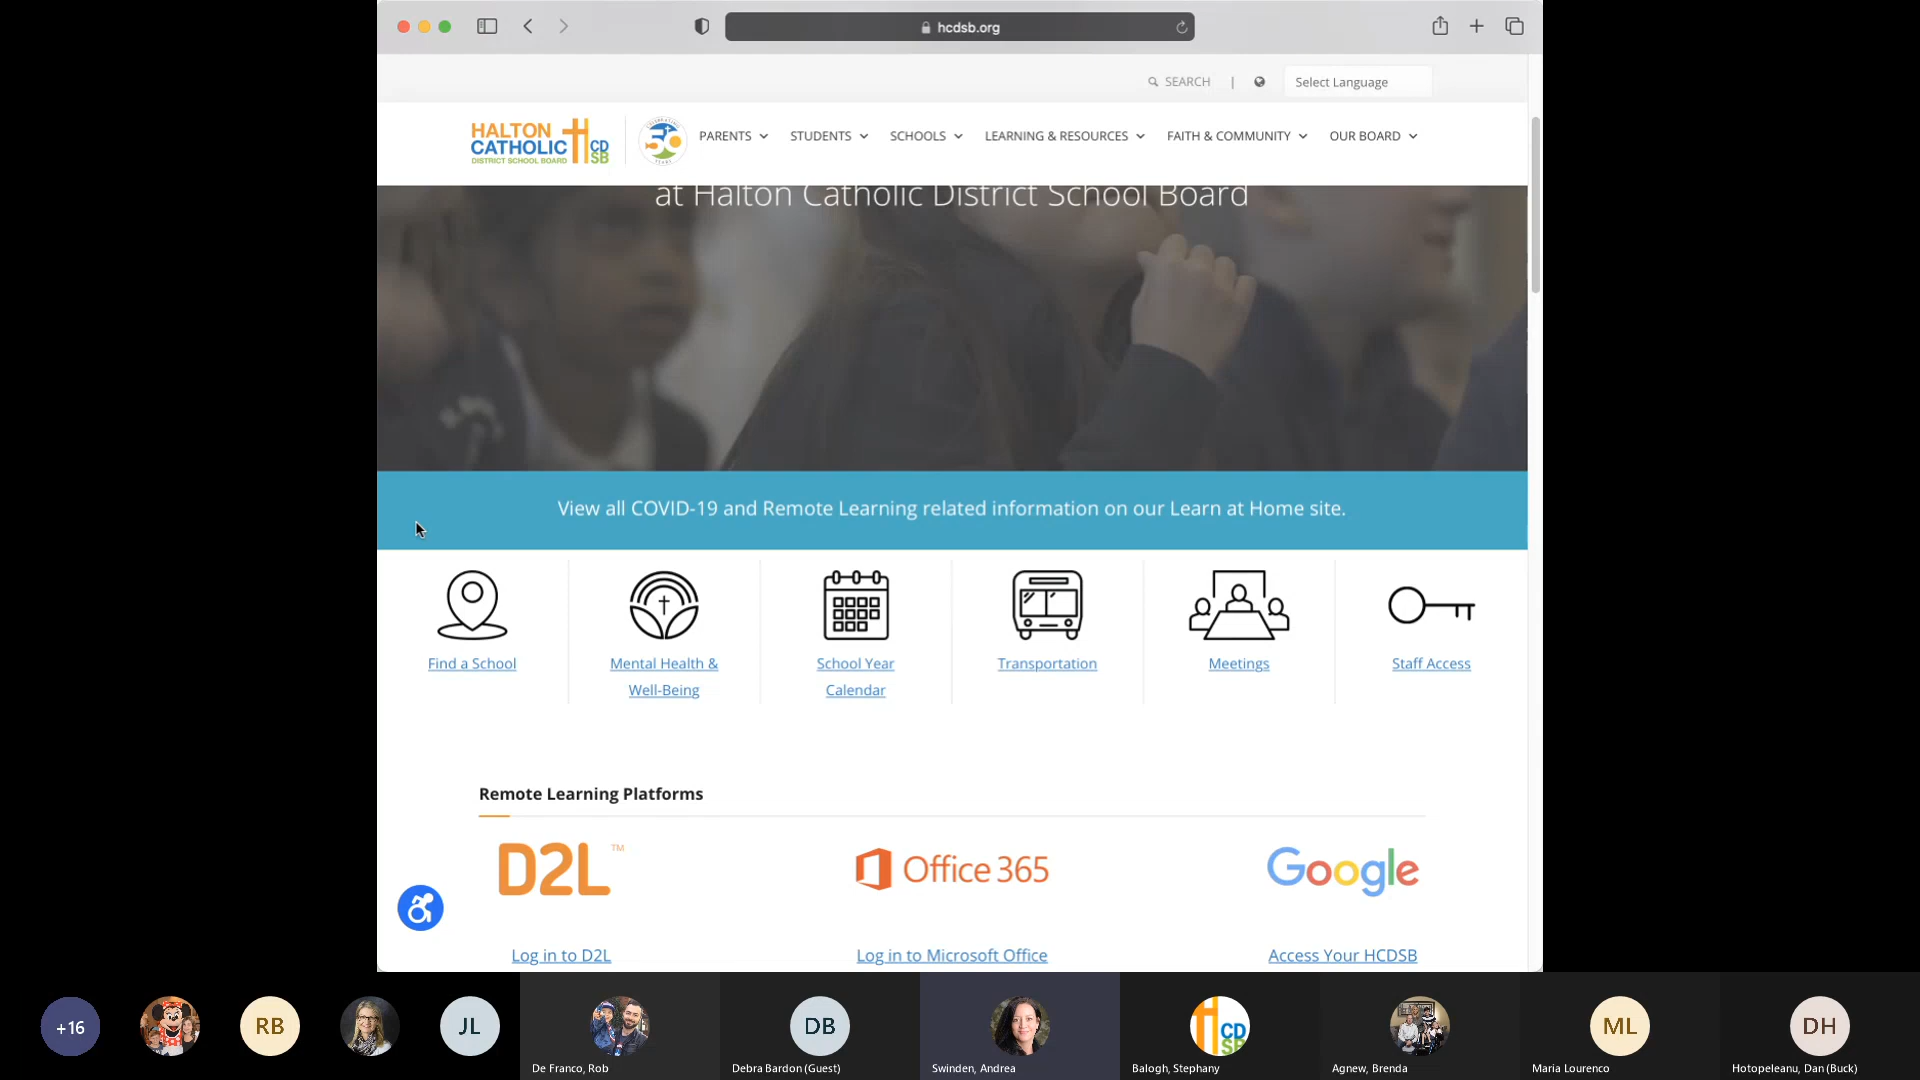 hcdsb.org
SEARCH | Select Language
HALTON
CATHOLIC
DISTRICT SCHOOL BOARD
CD
SB
PARENTS STUDENTS SCHOOLS LEARNING & RESOURCES FAITH & COMMUNITY OUR BOARD
at Halton Catholic District School Board
View all COVID-19 and Remote Learning related information on our Learn at Home site.
Find a School
Mental Health &
Well-Being
School Year
Calendar
Transportation
Meetings
Staff Access
Remote Learning Platforms
D2L™
Office 365
Google
Log in to D2L
Log in to Microsoft Office
Access Your HCDSB
+16
RB
JL
De Franco, Rob
DB
Debra Bardon (Guest)
Swinden, Andrea
CD
SB
Balogh, Stephany
Agnew, Brenda
ML
Maria Lourenco
DH
Hotopeleanu, Dan (Buck)